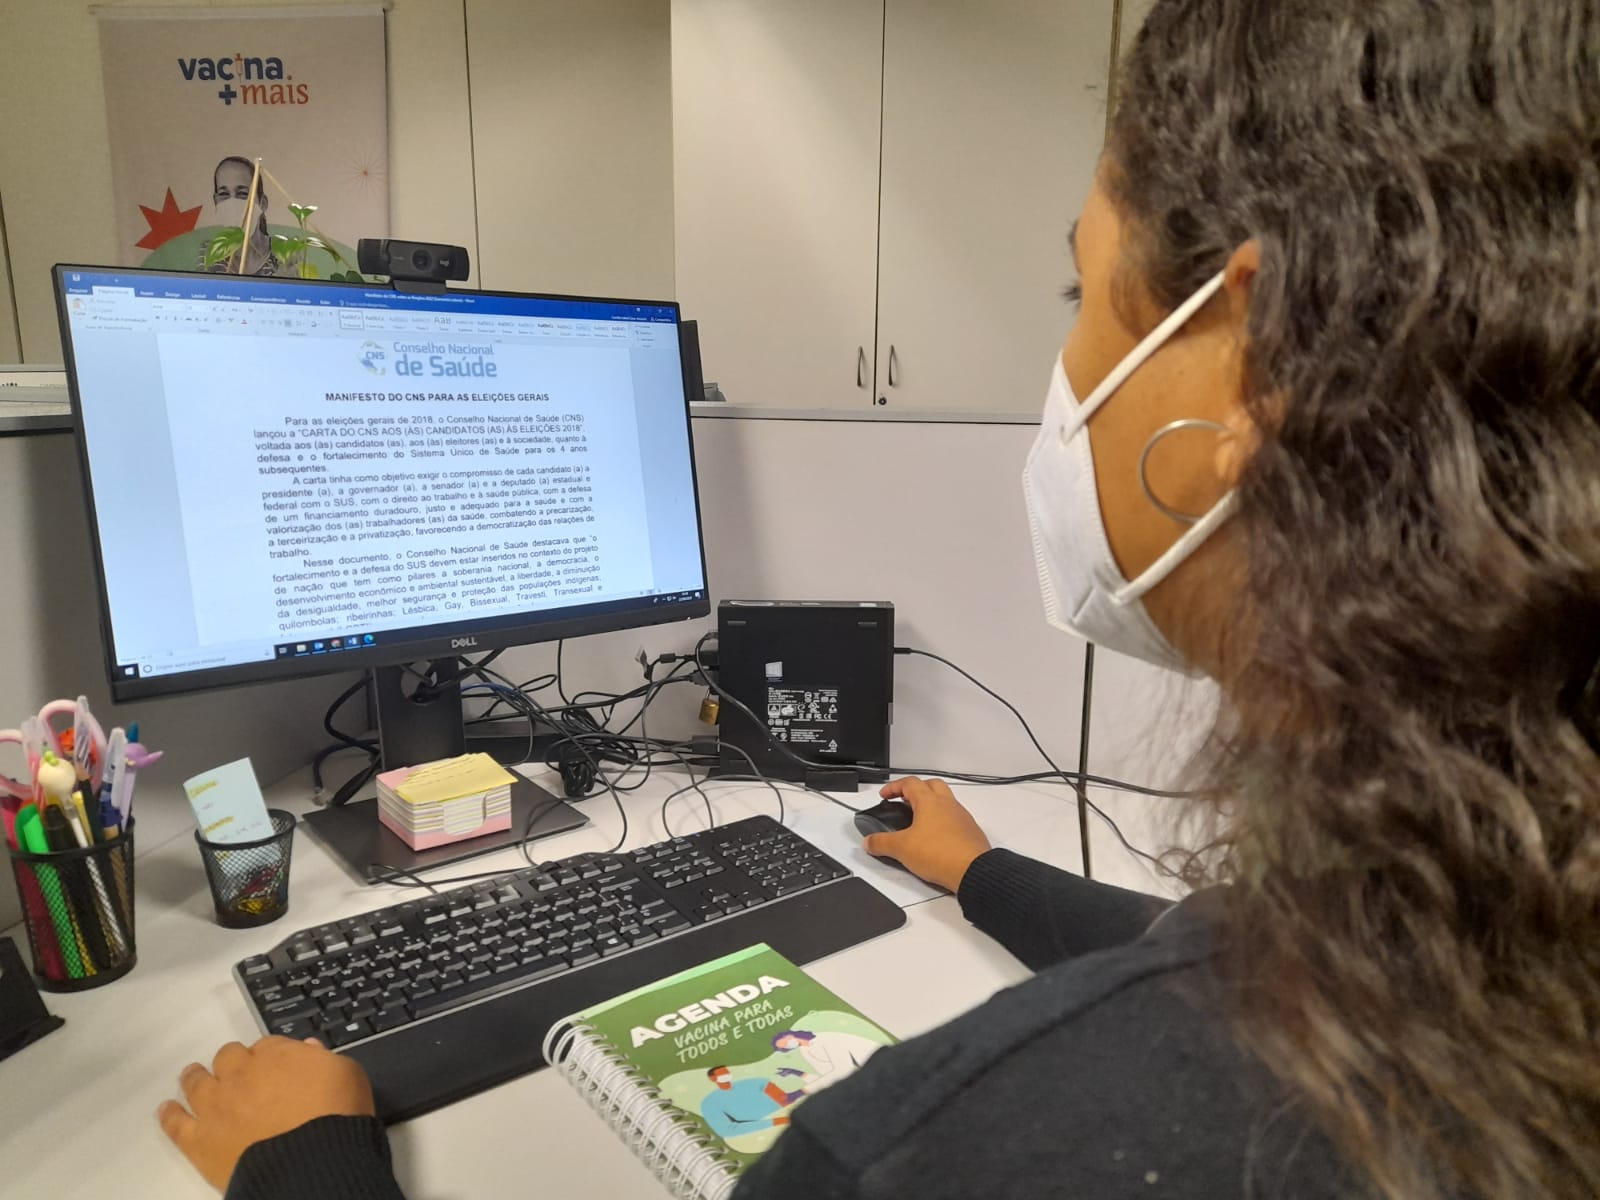 vacina
+mais
Conselho Nacional
de Saúde
CNS
MANIFESTO DO CNS PARA AS ELEIÇÕES GERAIS
Para as eleições gerais de 2018, o Conselho Nacional de Saúde (CNS)
lançou a "CARTA DO CNS AOS (ÀS) CANDIDATOS (AS) ÀS ELEIÇÕES 2018",
voltada aos (às) candidatos (as), aos (às) eleitores (as) e à sociedade, quanto à
defesa e o fortalecimento do Sistema Único de Saúde para os 4 anos
subsequentes.
A carta tinha como objetivo exigir o compromisso de cada candidato (a) a
presidente (a), a governador (a), a senador (a) e a deputado (a) estadual e
federal com o SUS, com o direito ao trabalho e à saúde pública, com a defesa
de um financiamento duradouro, justo e adequado para a saúde e com a
valorização dos (as) trabalhadores (as) da saúde, combatendo a precarização,
a terceirização e a privatização, favorecendo a democratização das relações de
trabalho.
Nesse documento, o Conselho Nacional de Saúde destacava que "o
fortalecimento e a defesa do SUS devem estar inseridos no contexto do projeto
de nação que tem como pilares a soberania nacional, a democracia, o
desenvolvimento econômico e ambiental sustentável, a liberdade, a diminuição
da desigualdade, melhor segurança e proteção das populações indígenas;
quilombolas; ribeirinhas; Lésbica, Gay, Bissexual, Travesti, Transexual e
Digite aqui para pesquisar
DELL
AGENDA
VACINA PARA
TODOS E TODAS